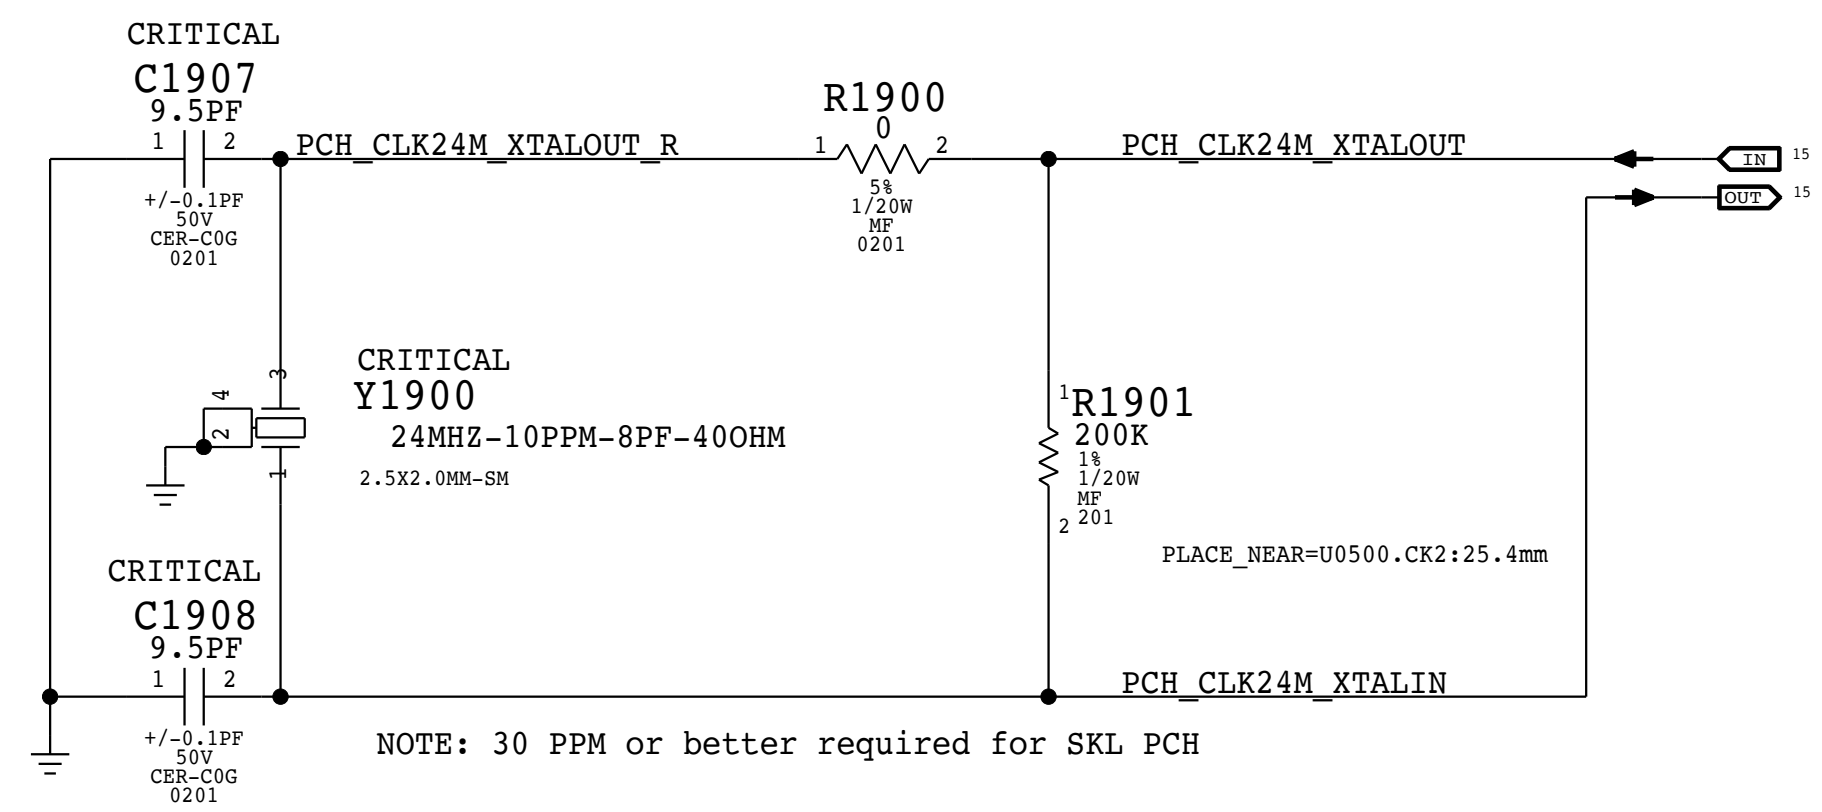 CRITICAL
C1907
9.5PF
1 2
+/-0.1PF
50V
CER-C0G
0201
PCH_CLK24M_XTALOUT_R
R1900
0
1 2
5%
1/20W
MF
0201
PCH_CLK24M_XTALOUT
IN 15
OUT 15
CRITICAL
Y1900
24MHZ-10PPM-8PF-40OHM
2.5X2.0MM-SM
3
4
2
1
1
R1901
200K
1%
1/20W
MF
201
2
PLACE_NEAR=U0500.CK2:25.4mm
CRITICAL
C1908
9.5PF
1 2
+/-0.1PF
50V
CER-C0G
0201
PCH_CLK24M_XTALIN
NOTE: 30 PPM or better required for SKL PCH